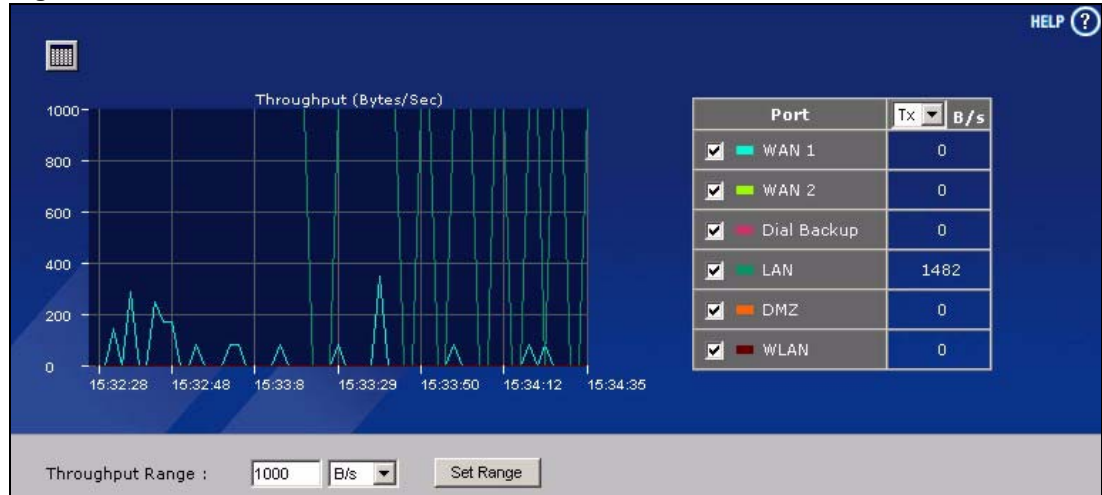 HELP ?
Throughput (Bytes/Sec)
1000
800
600
400
200
0
15:32:28 15:32:48 15:33:8 15:33:29 15:33:50 15:34:12 15:34:35
Port Tx B/s
WAN 1 0
WAN 2 0
Dial Backup 0
LAN 1482
DMZ 0
WLAN 0
Throughput Range : 1000 B/s Set Range